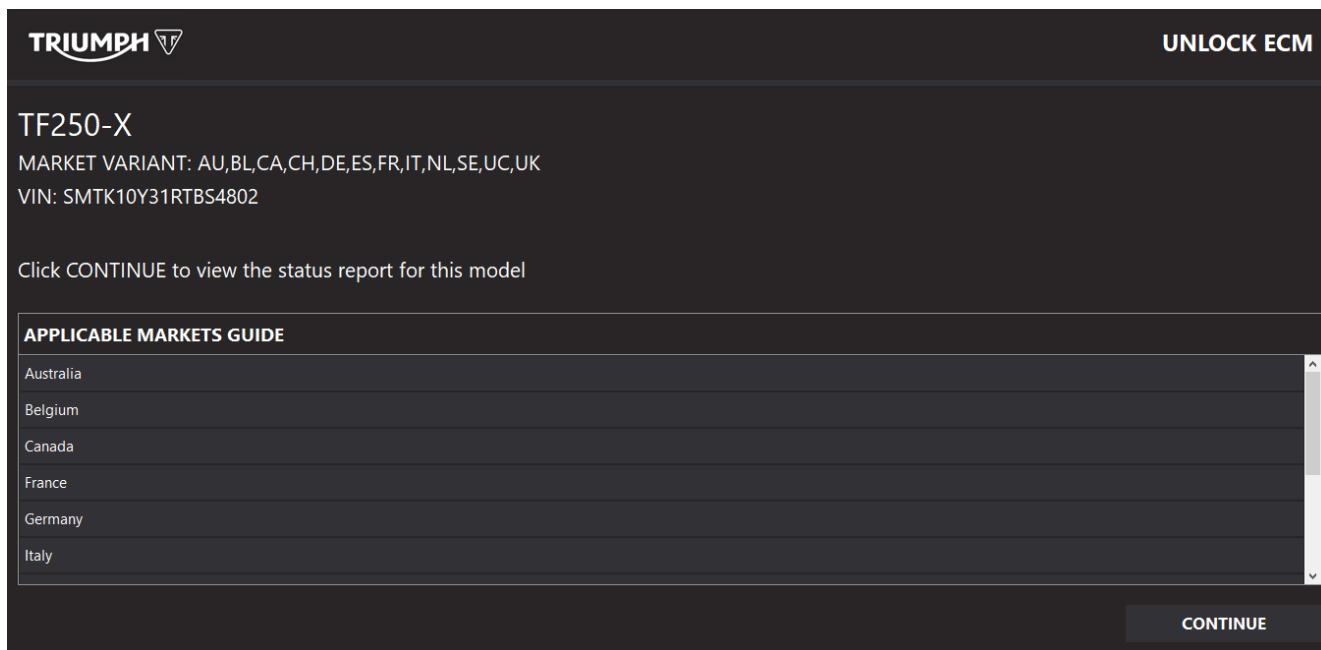 TRIUMPH
UNLOCK ECM
TF250-X
MARKET VARIANT: AU,BL,CA,CH,DE,ES,FR,IT,NL,SE,UC,UK
VIN: SMTK10Y31RTBS4802
Click CONTINUE to view the status report for this model
APPLICABLE MARKETS GUIDE
Australia
Belgium
Canada
France
Germany
Italy
CONTINUE